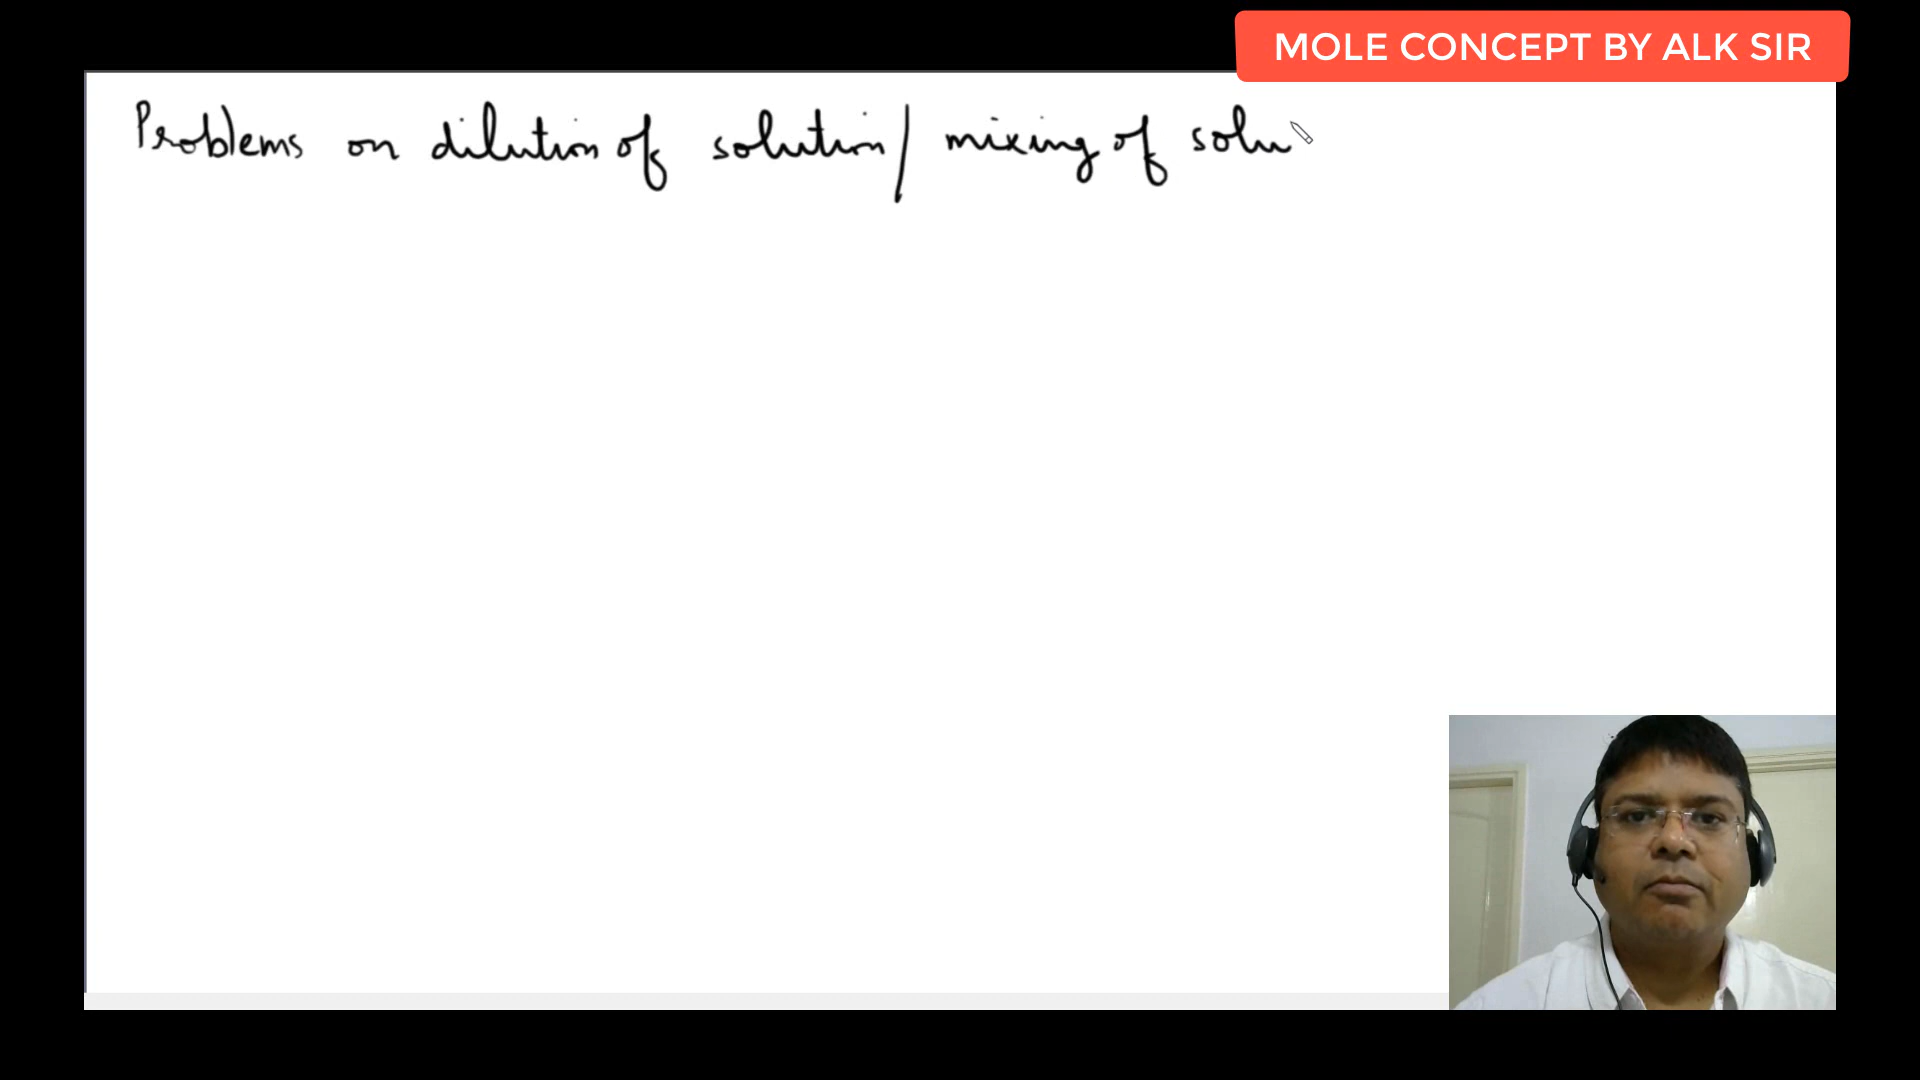 MOLE CONCEPT BY ALK SIR
Problems on dilution of solution / mixing of solu